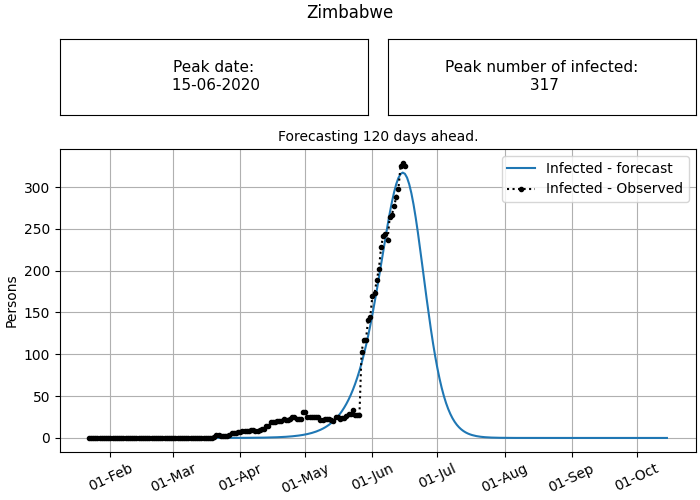 Zimbabwe
Peak date:
15-06-2020
Peak number of infected:
317
Forecasting 120 days ahead.
Infected - forecast
Infected - Observed
Persons
300
250
200
150
100
50
0
01-Feb
01-Mar
01-Apr
01-May
01-Jun
01-Jul
01-Aug
01-Sep
01-Oct